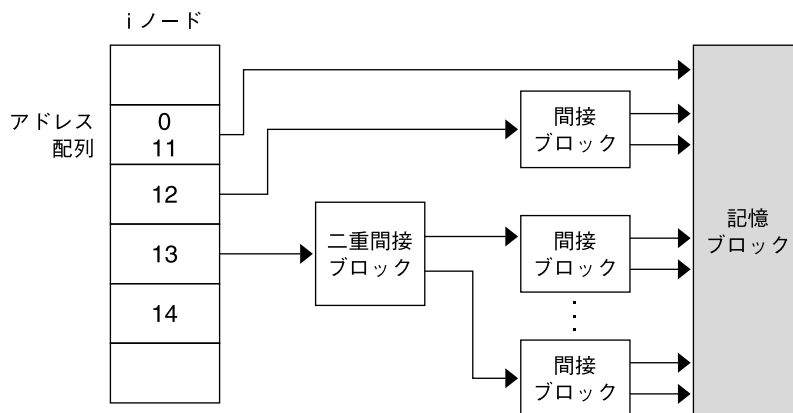 iノード
アドレス
配列
0
11
12
13
14
間接
ブロック
二重間接
ブロック
間接
ブロック
間接
ブロック
記憶
ブロック